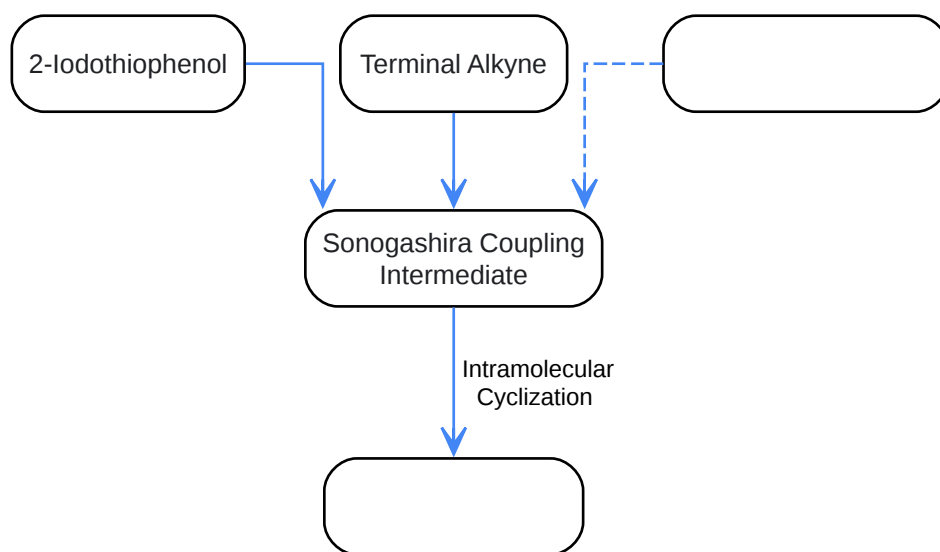 2-Iodothiophenol
Terminal Alkyne
Sonogashira Coupling
Intermediate
Intramolecular
Cyclization